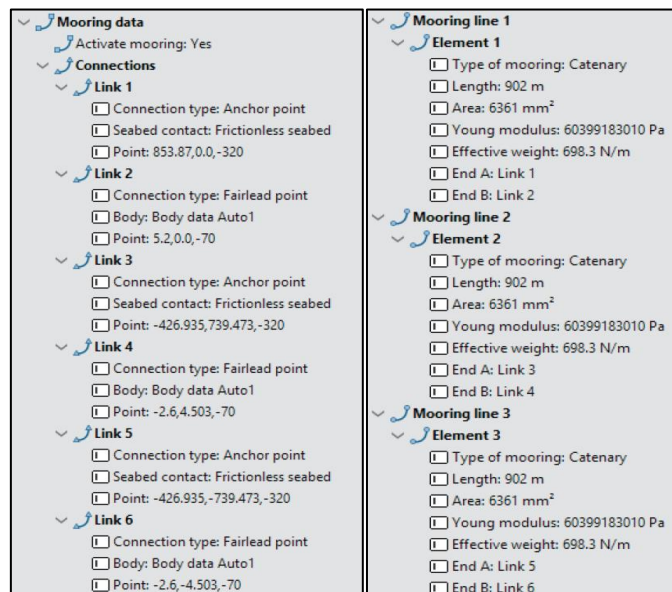 Mooring data
Activate mooring: Yes
Connections
Link 1
Connection type: Anchor point
Seabed contact: Frictionless seabed
Point: 853.87,0.0,-320
Link 2
Connection type: Fairlead point
Body: Body data Auto1
Point: 5.2,0.0,-70
Link 3
Connection type: Anchor point
Seabed contact: Frictionless seabed
Point: -426.935,739.473,-320
Link 4
Connection type: Fairlead point
Body: Body data Auto1
Point: -2.6,4.503,-70
Link 5
Connection type: Anchor point
Seabed contact: Frictionless seabed
Point: -426.935,-739.473,-320
Link 6
Connection type: Fairlead point
Body: Body data Auto1
Point: -2.6,-4.503,-70
Mooring line 1
Element 1
Type of mooring: Catenary
Length: 902 m
Area: 6361 mm²
Young modulus: 60399183010 Pa
Effective weight: 698.3 N/m
End A: Link 1
End B: Link 2
Mooring line 2
Element 2
Type of mooring: Catenary
Length: 902 m
Area: 6361 mm²
Young modulus: 60399183010 Pa
Effective weight: 698.3 N/m
End A: Link 3
End B: Link 4
Mooring line 3
Element 3
Type of mooring: Catenary
Length: 902 m
Area: 6361 mm²
Young modulus: 60399183010 Pa
Effective weight: 698.3 N/m
End A: Link 5
End B: Link 6